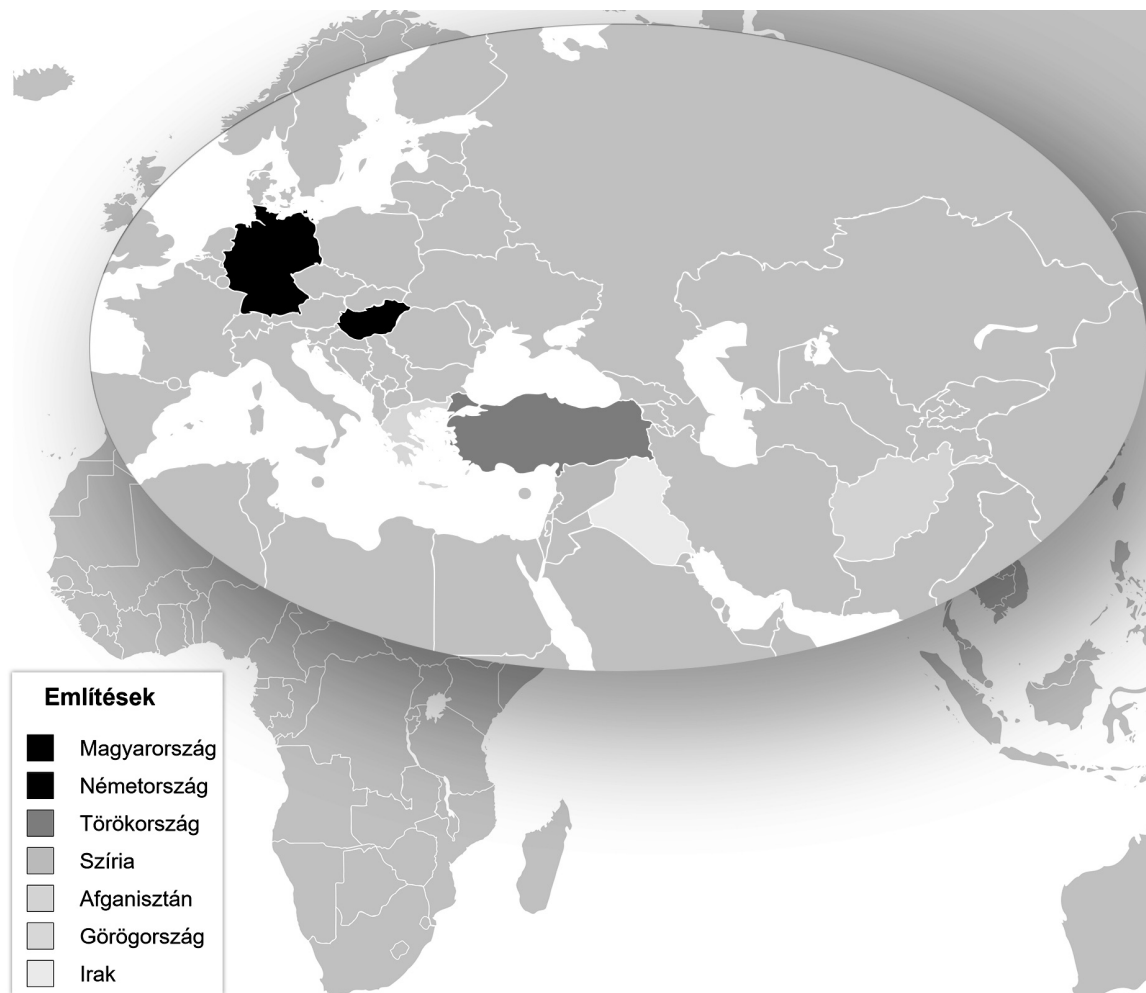 Említések
Magyarország
Németország
Törökország
Szíria
Afganisztán
Görögország
Irak